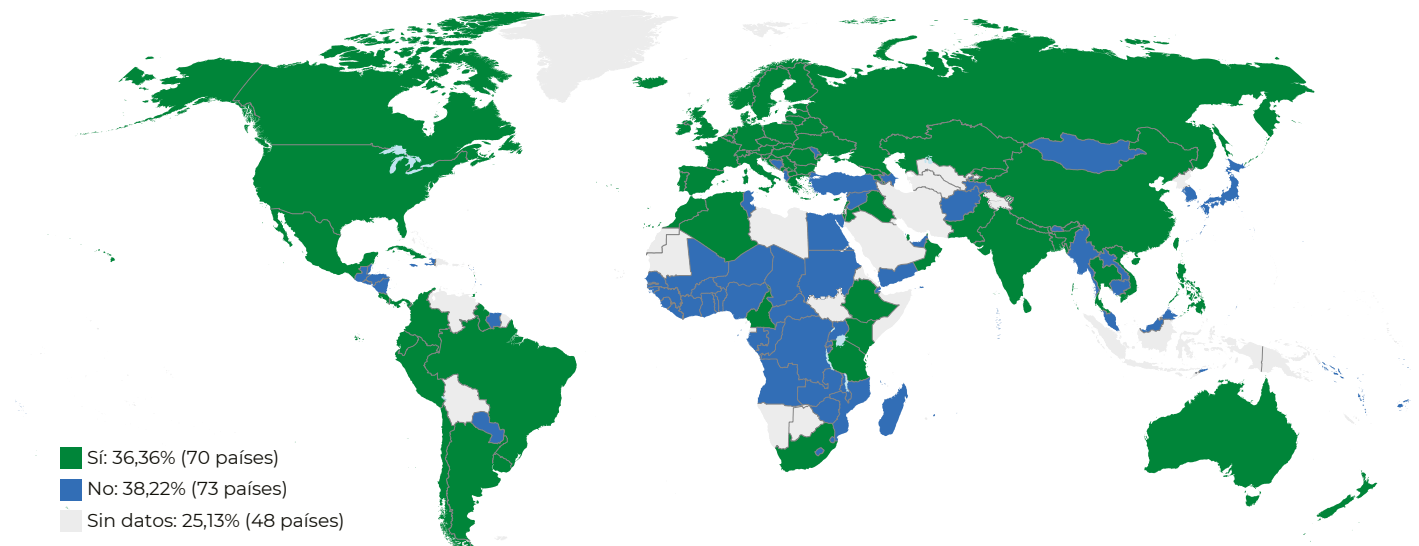 Sí: 36,36% (70 países)
No: 38,22% (73 países)
Sin datos: 25,13% (48 países)